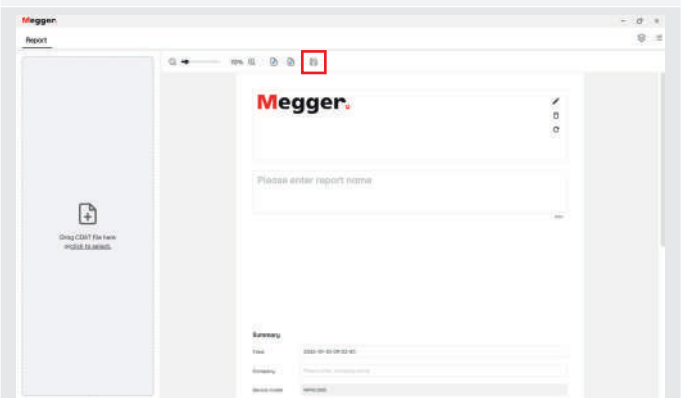 Megger
Report
Megger
Please enter report name
Drag CDAT file here
or click to select.
Summary
Time
Company
Please enter company name
Device model